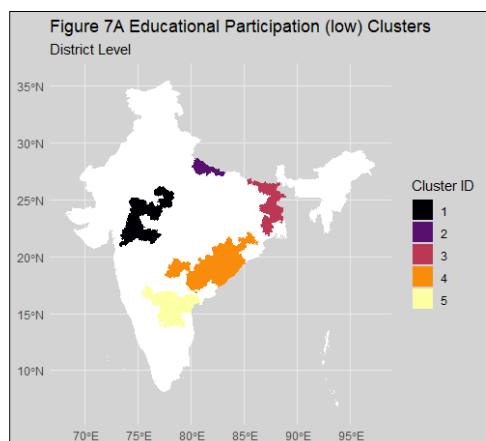 Figure 7A Educational Participation (low) Clusters
District Level
35°N
30°N
25°N
20°N
15°N
10°N
70°E 75°E 80°E 85°E 90°E 95°E
Cluster ID
1
2
3
4
5